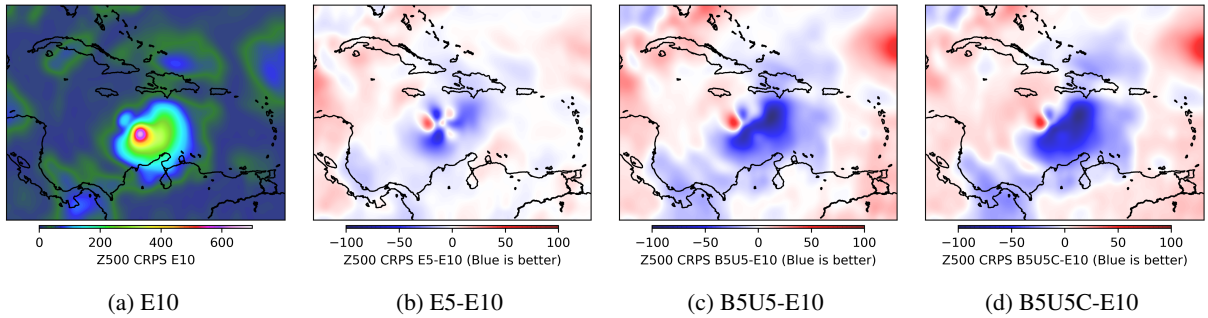 0 200 400 600
Z500 CRPS E10
(a) E10
−100 −50 0 50 100
Z500 CRPS E5-E10 (Blue is better)
(b) E5-E10
−100 −50 0 50 100
Z500 CRPS B5U5-E10 (Blue is better)
(c) B5U5-E10
−100 −50 0 50 100
Z500 CRPS B5U5C-E10 (Blue is better)
(d) B5U5C-E10